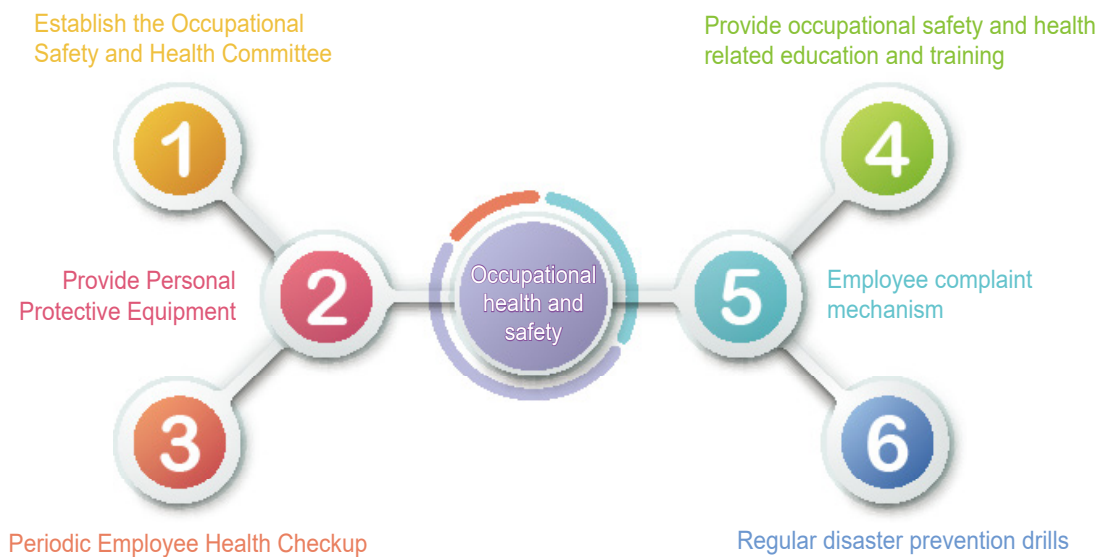 Establish the Occupational
Safety and Health Committee
1
Provide Personal
Protective Equipment
2
3
Periodic Employee Health Checkup
Occupational
health and
safety
Provide occupational safety and health
related education and training
4
5
Employee complaint
mechanism
6
Regular disaster prevention drills